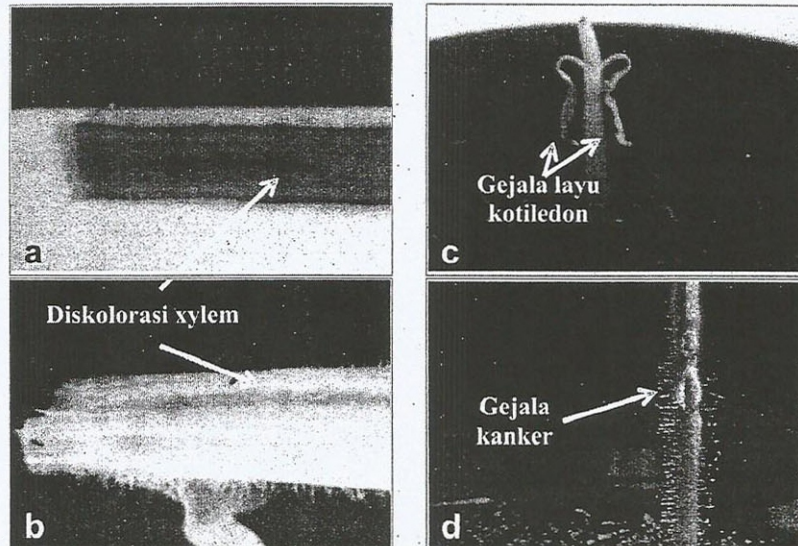 a
Diskolorasi xylem
b
Gejala layu
kotiledon
c
Gejala
kanker
d